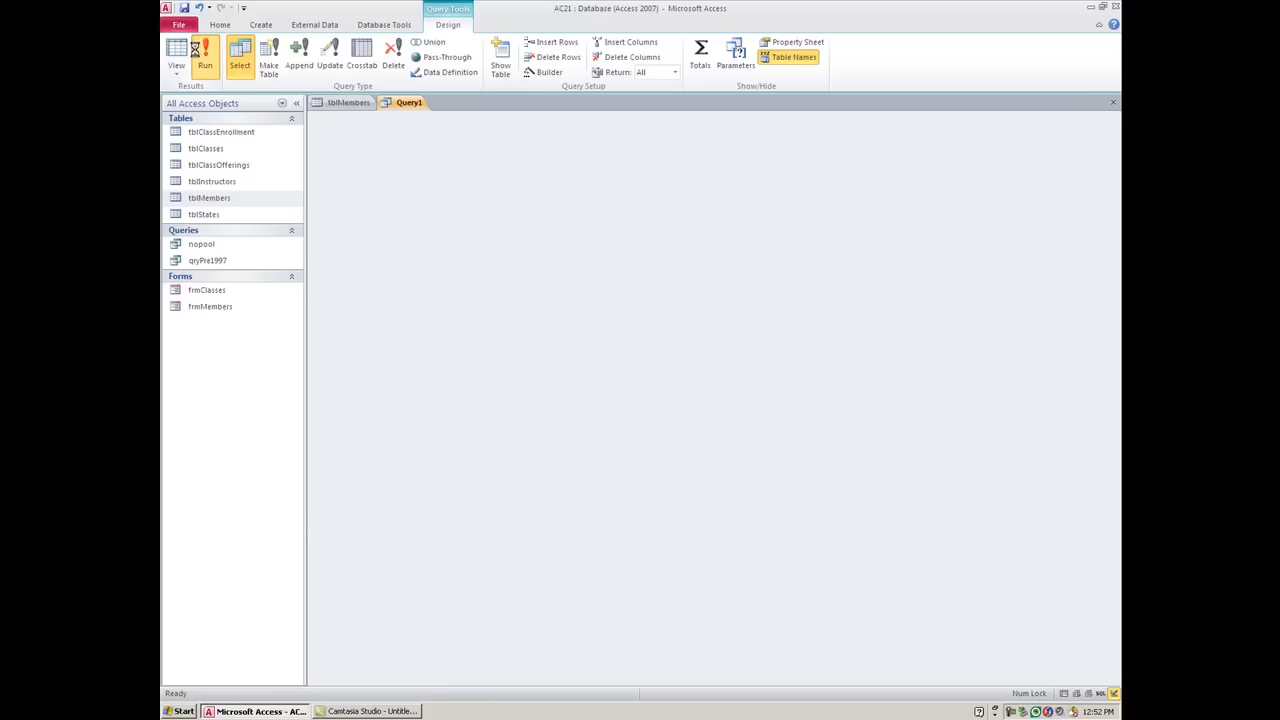 Query Tools
AC21 : Database (Access 2007) - Microsoft Access
File Home Create External Data Database Tools Design
View
Run
Results
Select
Make Table
Append
Update
Crosstab
Delete
Union
Pass-Through
Data Definition
Query Type
Show Table
Insert Rows
Delete Rows
Builder
Insert Columns
Delete Columns
Return: All
Query Setup
Σ
Totals
Parameters
Property Sheet
Table Names
Show/Hide
All Access Objects
tblMembers
Query1
Tables
tblClassEnrollment
tblClasses
tblClassOfferings
tblInstructors
tblMembers
tblStates
Queries
nopool
qryPre1997
Forms
frmClasses
frmMembers
Ready
Num Lock
SQL
Start
Microsoft Access - AC...
Camtasia Studio - Untitle...
12:52 PM